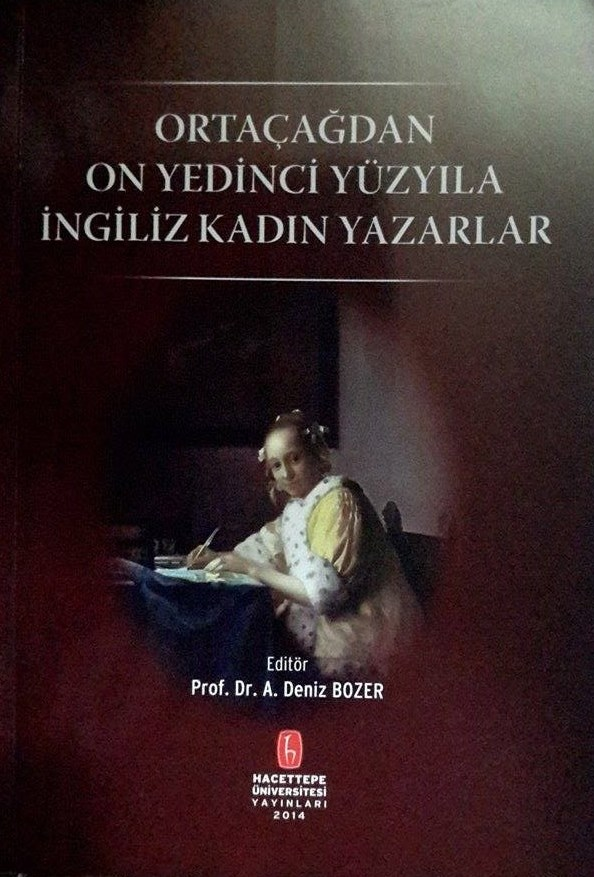 ORTAÇAĞDAN
ON YEDİNCİ YÜZYILA
İNGİLİZ KADIN YAZARLAR
Editör
Prof. Dr. A. Deniz BOZER
HACETTEPE
ÜNİVERSİTESİ
YAYINLARI
2014